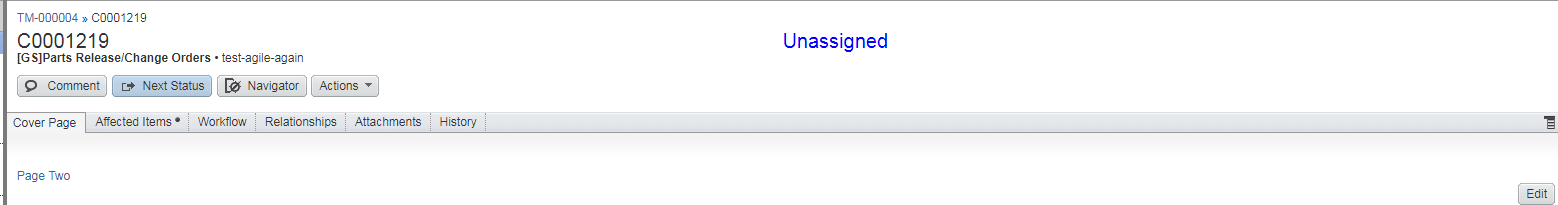 TM-000004 » C0001219
C0001219
Unassigned
[GS]Parts Release/Change Orders • test-agile-again
Comment Next Status Navigator Actions
Cover Page Affected Items • Workflow Relationships Attachments History
Page Two
Edit